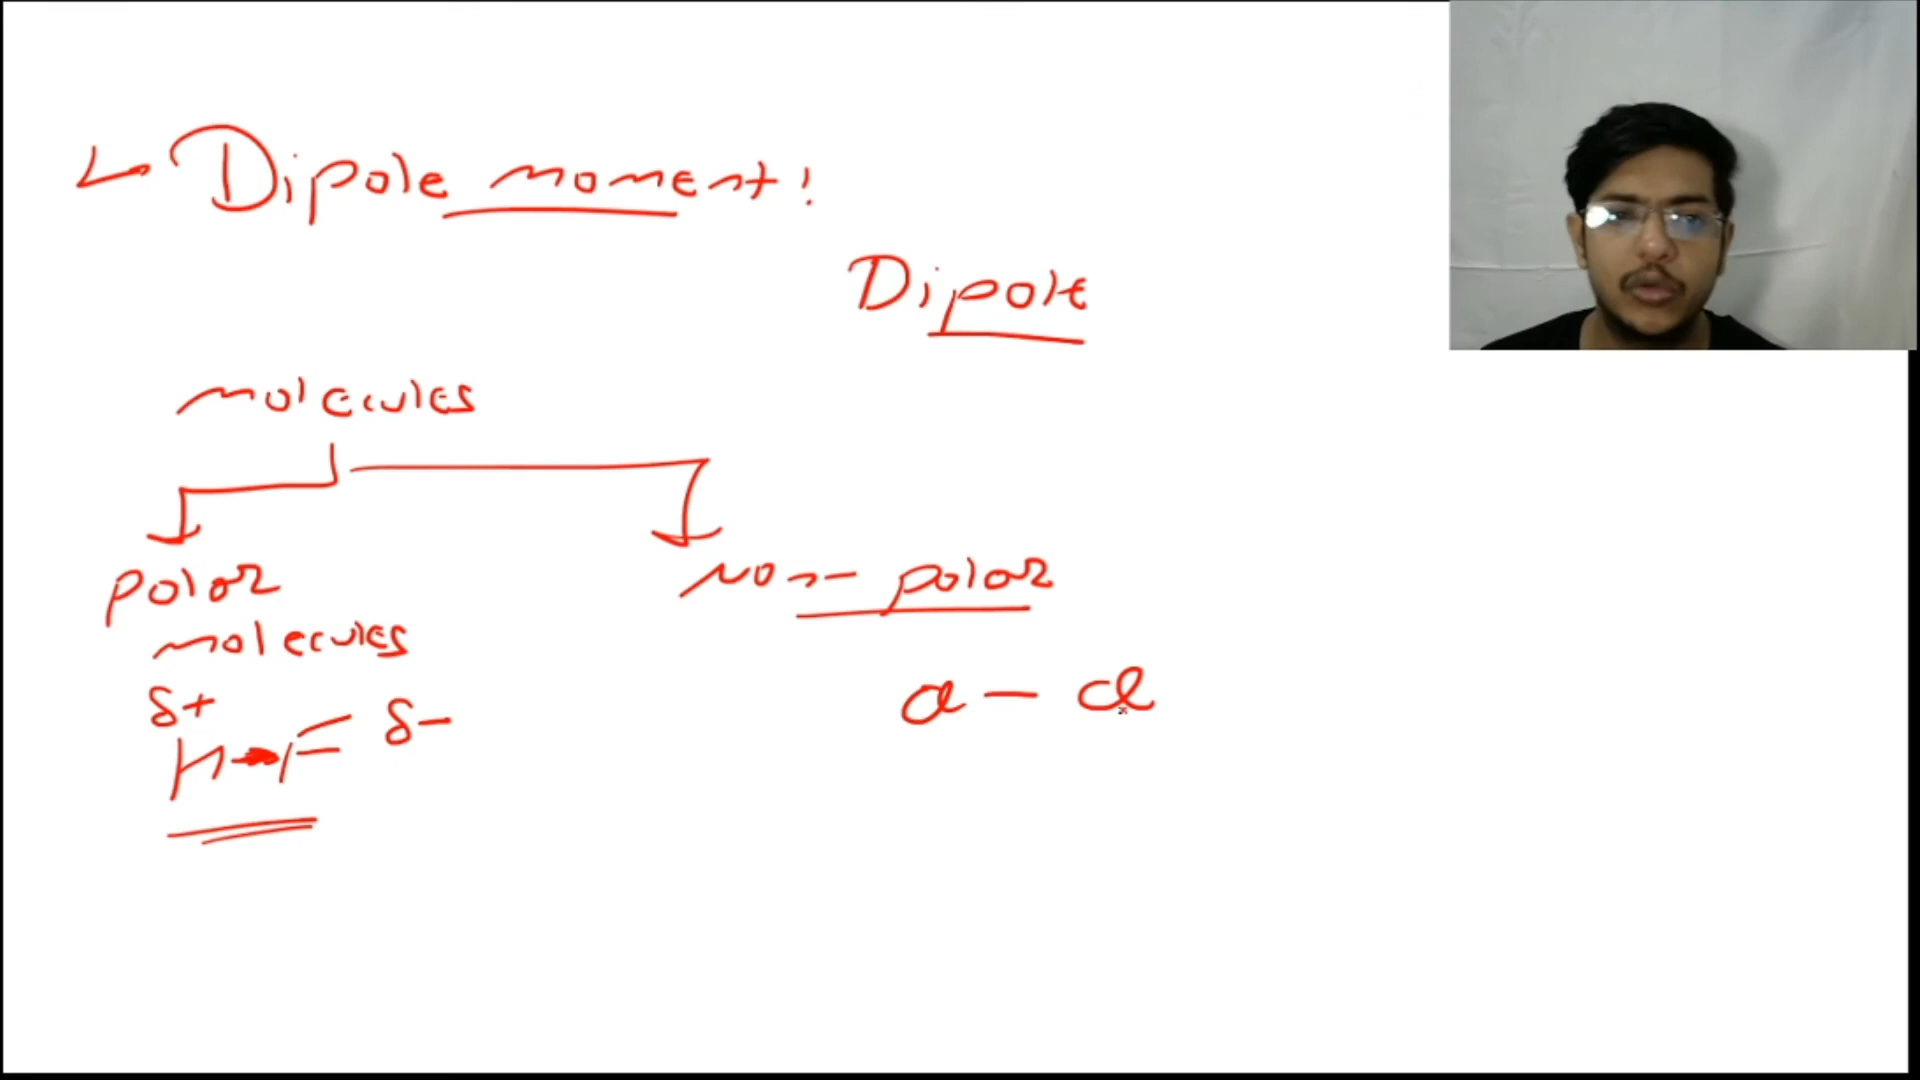 Dipole moment:
Dipole
molecules
polar
molecules
Non-polar
δ+
H-F δ-
Cl - Cl